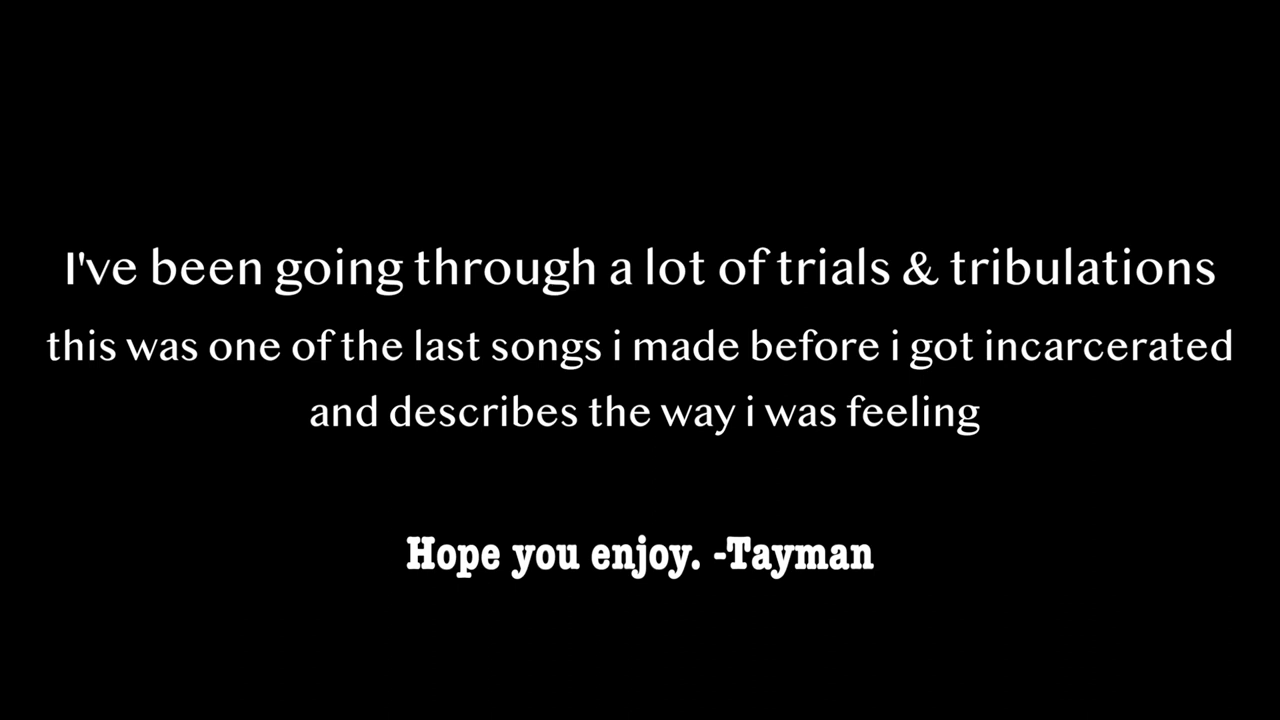 I've been going through a lot of trials & tribulations
this was one of the last songs i made before i got incarcerated
and describes the way i was feeling
Hope you enjoy. -Tayman